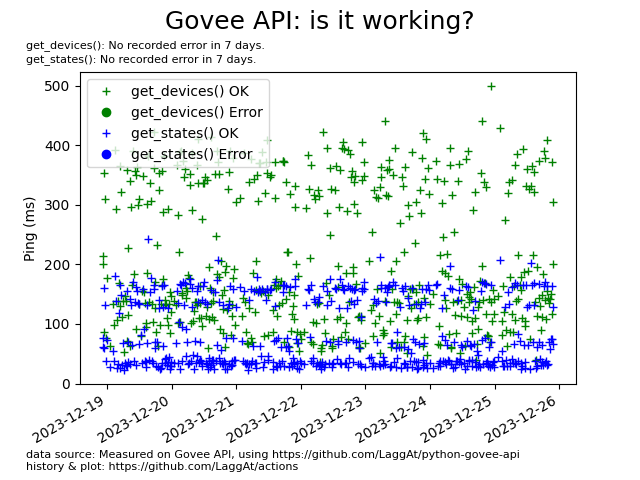 Govee API: is it working?
get_devices(): No recorded error in 7 days.
get_states(): No recorded error in 7 days.
get_devices() OK
get_devices() Error
get_states() OK
get_states() Error
Ping (ms)
500
400
300
200
100
0
2023-12-19
2023-12-20
2023-12-21
2023-12-22
2023-12-23
2023-12-24
2023-12-25
2023-12-26
data source: Measured on Govee API, using https://github.com/LaggAt/python-govee-api
history & plot: https://github.com/LaggAt/actions